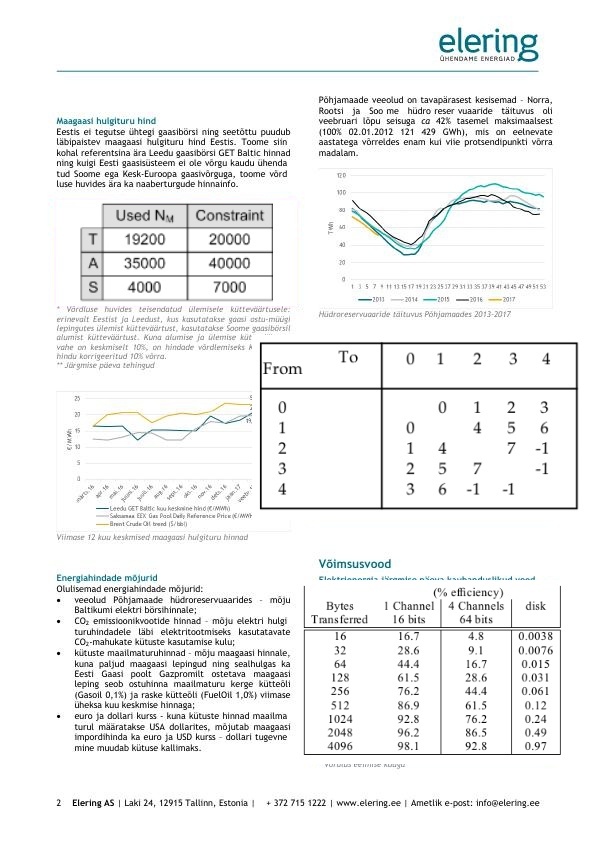 elering
ÜHENDAME ENERGIAD
Maagaasi hulgituru hind
Eestis ei tegutse ühtegi gaasibörsi ning seetõttu puudub
läbipaistev maagaasi hulgituru hind Eestis. Toome siin
kohal referentsina ära Leedu gaasibörsi GET Baltic hinnad
ning kuigi Eesti gaasisüsteem ei ole võrgu kaudu ühenda
tud Soome ega Kesk-Euroopa gaasivõrguga, toome võrd
luse huvides ära ka naaberturgude hinnainfo.
Used NM Constraint
T 19200 20000
A 35000 40000
S 4000 7000
* Võrdluse huvides teisendatud ülemisele kütteväärtusele:
erinevalt Eestist ja Leedust, kus kasutatakse gaasi ostu-müügi
lepingutes ülemist kütteväärtust, kasutatakse Soome gaasibörsil
alumist kütteväärtust. Kuna alumise ja ülemise küt
vahe on keskmiselt 10%, on hindade võrdlemiseks K
hindu korrigeeritud 10% võrra.
** Järgmise päeva tehingud
€/MWh
25
20
15
10
5
0
märts.16 apr.16 mai.16 juuni.16 juuli.16 aug.16 sept.16 okt.16 nov.16 dets.16 jaan.17 veebr.
Leedu GET Baltic kuu keskmine hind (€/MWh)
Saksamaa EEX Gas Pool Daily Reference Price (€/MWh
Brent Crude Oil trend ($/bbl)
Viimase 12 kuu keskmised maagaasi hulgituru hinnad
Energiahindade mõjurid
Olulisemad energiahindade mõjurid:
• veeolud Põhjamaade hüdroreservuaarides – mõju
Baltikumi elektri börsihinnale;
• CO₂ emissioonikvootide hinnad – mõju elektri hulgi
turuhindadele läbi elektritootmiseks kasutatavate
CO₂-mahukate kütuste kasutamise kulu;
• kütuste maailmaturuhinnad – mõju maagaasi hinnale,
kuna paljud maagaasi lepingud ning sealhulgas ka
Eesti Gaasi poolt Gazpromilt ostetava maagaasi
leping seob ostuhinna maailmaturu kerge kütteõli
(Gasoil 0,1%) ja raske kütteõli (FuelOil 1,0%) viimase
üheksa kuu keskmise hinnaga;
• euro ja dollari kurss - kuna kütuste hinnad maailma
turul määratakse USA dollarites, mõjutab maagaasi
impordihinda ka euro ja USD kurss – dollari tugevne
mine muudab kütuse kallimaks.
Põhjamaade veeolud on tavapärasest kesisemad – Norra,
Rootsi ja Soo me hüdro reser vuaaride täituvus oli
veebruari lõpu seisuga ca 42% tasemel maksimaalsest
(100% 02.01.2012 121 429 GWh), mis on eelnevate
aastatega võrreldes enam kui viie protsendipunkti võrra
madalam.
TWh
120
100
80
60
40
20
0
1 3 5 7 9 11 13 15 17 19 21 23 25 27 29 31 33 35 37 39 41 43 45 47 49 51 53
2013 2014 2015 2016 2017
Hüdroreservuaaride täituvus Põhjamaades 2013-2017
From To 0 1 2 3 4
0 0 1 2 3
1 0 4 5 6
2 1 4 7 -1
3 2 5 7 -1
4 3 6 -1 -1
Võimsusvood
Elektrienergia järgmise päeva kaubanduslikud vood
(% efficiency)
Bytes 1 Channel 4 Channels disk
Transferred 16 bits 64 bits
16 16.7 4.8 0.0038
32 28.6 9.1 0.0076
64 44.4 16.7 0.015
128 61.5 28.6 0.031
256 76.2 44.4 0.061
512 86.9 61.5 0.12
1024 92.8 76.2 0.24
2048 96.2 86.5 0.49
4096 98.1 92.8 0.97
2 Elering AS | Laki 24, 12915 Tallinn, Estonia | + 372 715 1222 | www.elering.ee | Ametlik e-post: info@elering.ee